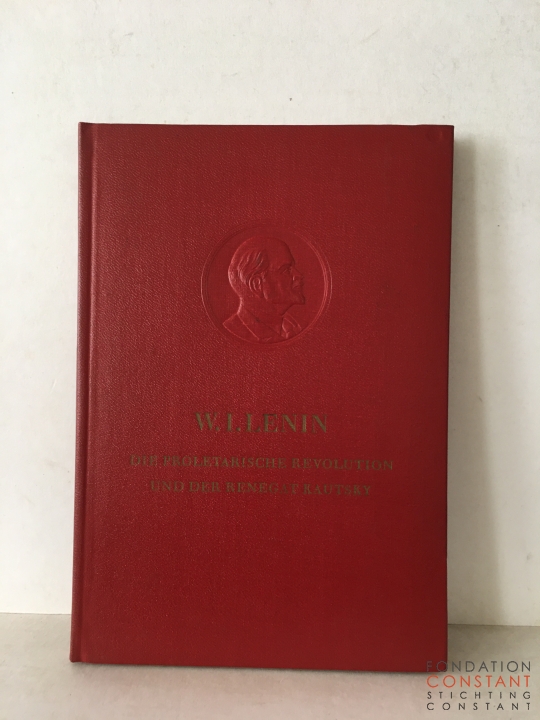 W. I. LENIN
DIE PROLETARISCHE REVOLUTION
UND DER RENEGAT KAUTSKY
FONDATION
CONSTANT
STICHTING
CONSTANT